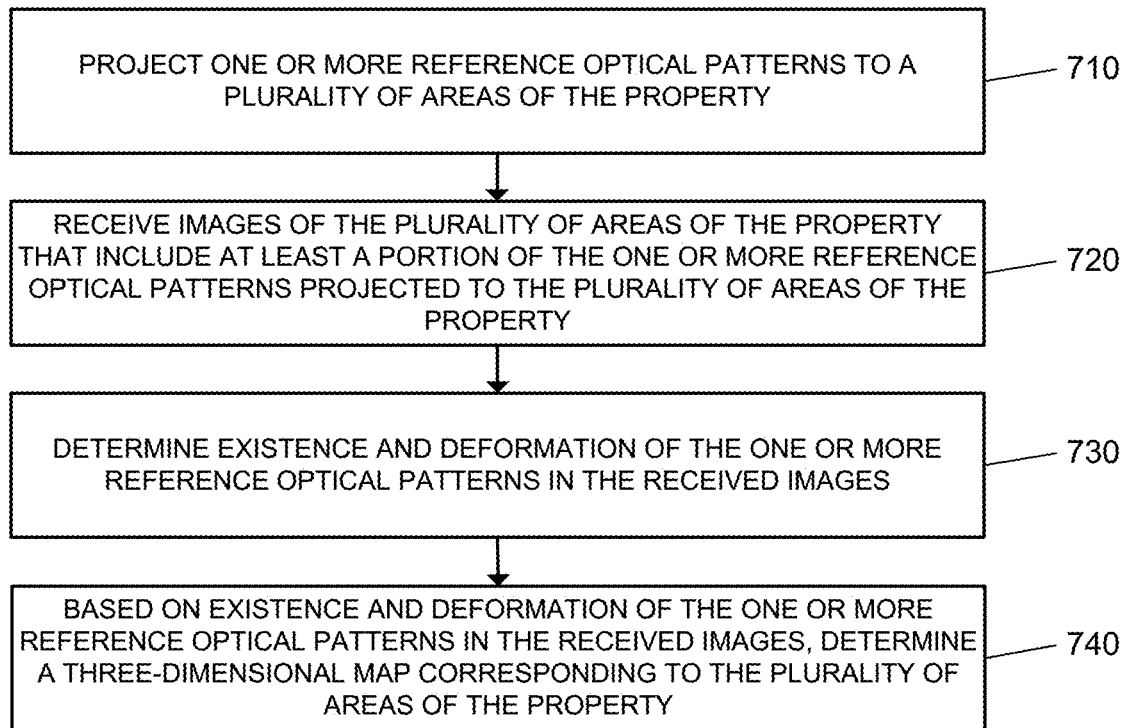 PROJECT ONE OR MORE REFERENCE OPTICAL PATTERNS TO A
PLURALITY OF AREAS OF THE PROPERTY
710
RECEIVE IMAGES OF THE PLURALITY OF AREAS OF THE PROPERTY
THAT INCLUDE AT LEAST A PORTION OF THE ONE OR MORE REFERENCE
OPTICAL PATTERNS PROJECTED TO THE PLURALITY OF AREAS OF THE
PROPERTY
720
DETERMINE EXISTENCE AND DEFORMATION OF THE ONE OR MORE
REFERENCE OPTICAL PATTERNS IN THE RECEIVED IMAGES
730
BASED ON EXISTENCE AND DEFORMATION OF THE ONE OR MORE
REFERENCE OPTICAL PATTERNS IN THE RECEIVED IMAGES, DETERMINE
A THREE-DIMENSIONAL MAP CORRESPONDING TO THE PLURALITY OF
AREAS OF THE PROPERTY
740